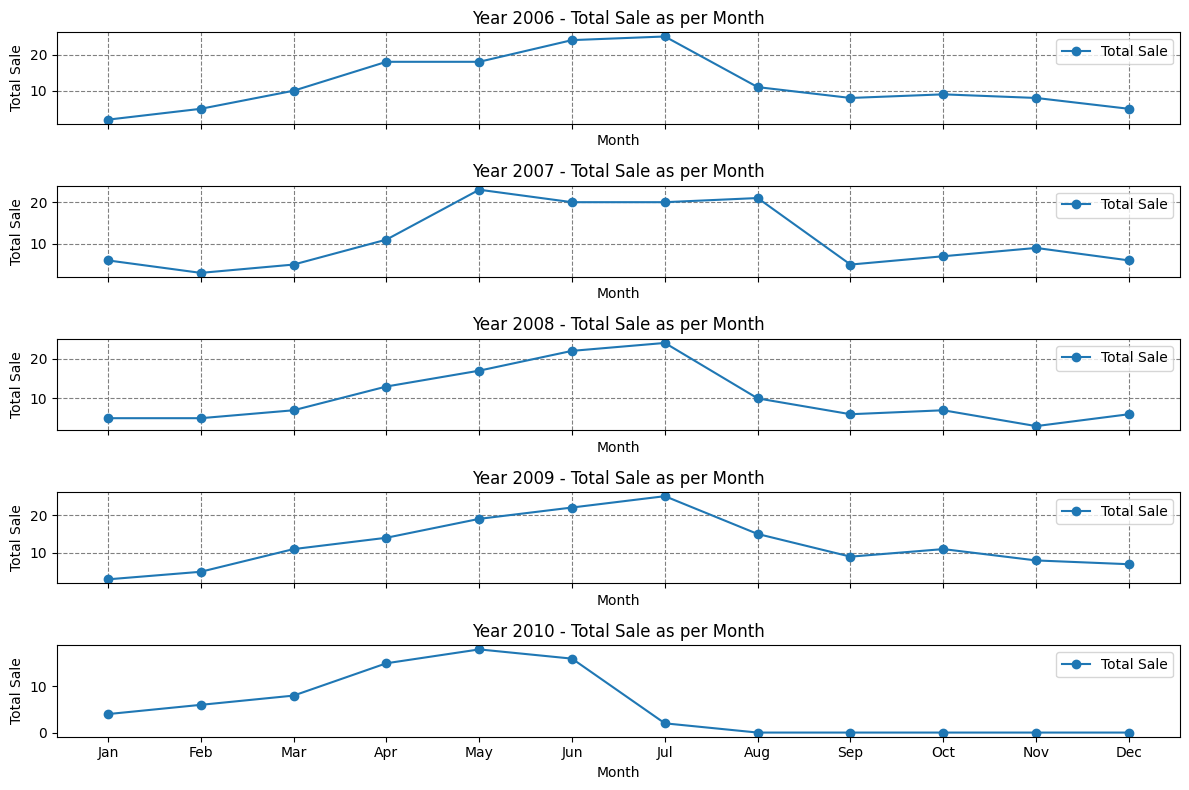 Year 2006 - Total Sale as per Month
Total Sale
20
10
Total Sale
Month
Year 2007 - Total Sale as per Month
Total Sale
20
10
Total Sale
Month
Year 2008 - Total Sale as per Month
Total Sale
20
10
Total Sale
Month
Year 2009 - Total Sale as per Month
Total Sale
20
10
Total Sale
Month
Year 2010 - Total Sale as per Month
Total Sale
10
0
Total Sale
Jan Feb Mar Apr May Jun Jul Aug Sep Oct Nov Dec
Month